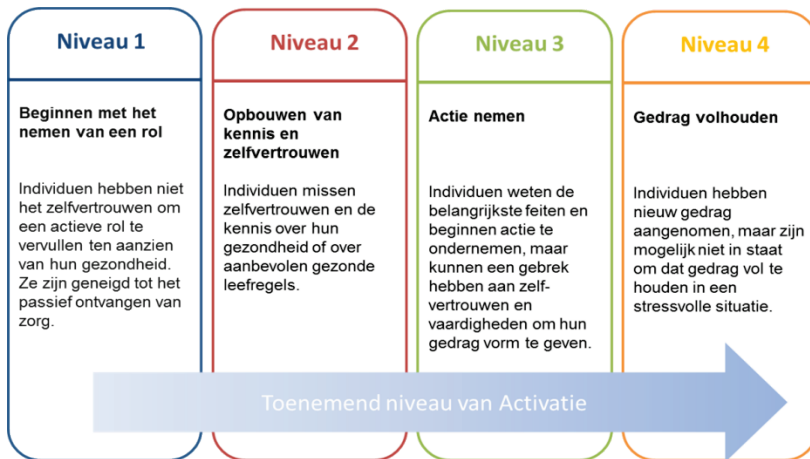 Niveau 1
Beginnen met het
nemen van een rol
Individuen hebben niet
het zelfvertrouwen om
een actieve rol te
vervullen ten aanzien
van hun gezondheid.
Ze zijn geneigd tot het
passief ontvangen van
zorg.
Niveau 2
Opbouwen van
kennis en
zelfvertrouwen
Individuen missen
zelfvertrouwen en de
kennis over hun
gezondheid of over
aanbevolen gezonde
leefregels.
Niveau 3
Actie nemen
Individuen weten de
belangrijkste feiten en
beginnen actie te
ondernemen, maar
kunnen een gebrek
hebben aan zelf-
vertrouwen en
vaardigheden om hun
gedrag vorm te geven.
Niveau 4
Gedrag volhouden
Individuen hebben
nieuw gedrag
aangenomen, maar zijn
mogelijk niet in staat
om dat gedrag vol te
houden in een
stressvolle situatie.
Toenemend niveau van Activatie